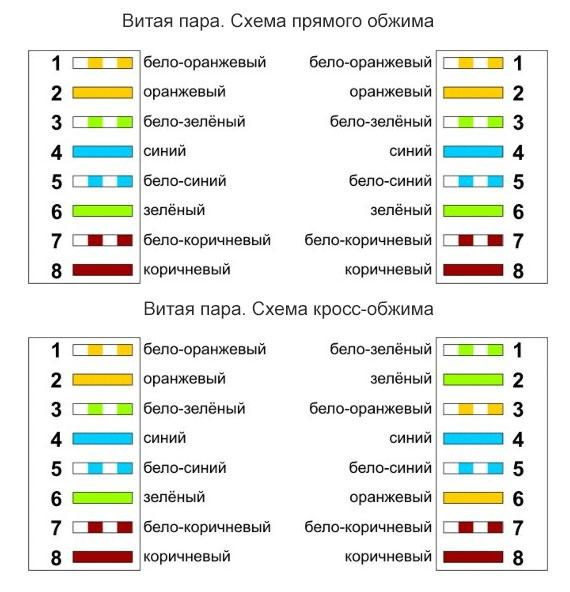 Витая пара. Схема прямого обжима
1 бело-оранжевый бело-оранжевый 1
2 оранжевый оранжевый 2
3 бело-зелёный бело-зелёный 3
4 синий синий 4
5 бело-синий бело-синий 5
6 зелёный зелёный 6
7 бело-коричневый бело-коричневый 7
8 коричневый коричневый 8
Витая пара. Схема кросс-обжима
1 бело-оранжевый бело-зелёный 1
2 оранжевый зелёный 2
3 бело-зелёный бело-оранжевый 3
4 синий синий 4
5 бело-синий бело-синий 5
6 зелёный оранжевый 6
7 бело-коричневый бело-коричневый 7
8 коричневый коричневый 8